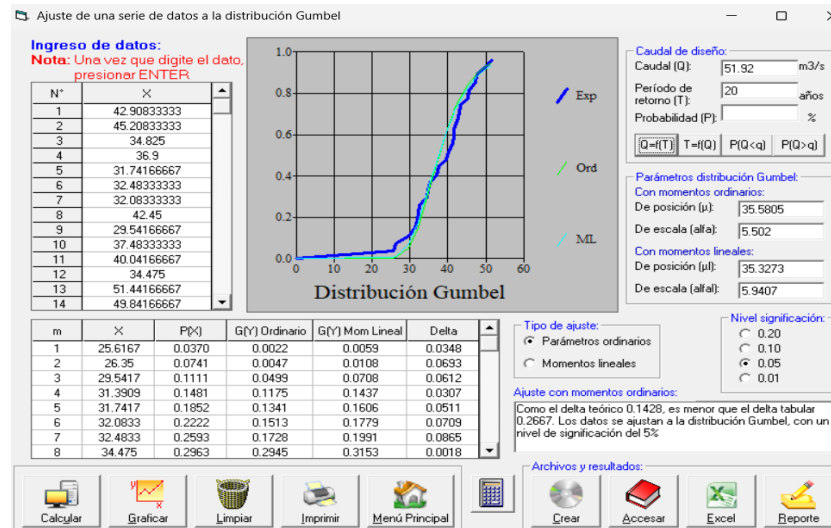 Ajuste de una serie de datos a la distribución Gumbel
Ingreso de datos:
Nota: Una vez que digite el dato,
presionar ENTER
N° X
1 42.90833333
2 45.20833333
3 34.825
4 36.9
5 31.74166667
6 32.48333333
7 32.08333333
8 42.45
9 29.54166667
10 37.48333333
11 40.04166667
12 34.475
13 51.44166667
14 49.84166667
1.0
0.8
0.6
0.4
0.2
0.0
0 10 20 30 40 50 60
Distribución Gumbel
Exp
Ord
ML
Caudal de diseño:
Caudal (Q): 51.92 m3/s
Período de
retorno (T): 20 años
Probabilidad (P): %
Q=f(T) T=f(Q) P(Q<q) P(Q>q)
Parámetros distribución Gumbel:
Con momentos ordinarios:
De posición (µ): 35.5805
De escala (alfa): 5.502
Con momentos lineales:
De posición (µl): 35.3273
De escala (alfal): 5.9407
m X P(X) G(Y) Ordinario G(Y) Mom Lineal Delta
1 25.6167 0.0370 0.0022 0.0059 0.0348
2 26.35 0.0741 0.0047 0.0108 0.0693
3 29.5417 0.1111 0.0499 0.0708 0.0612
4 31.3909 0.1481 0.1175 0.1437 0.0307
5 31.7417 0.1852 0.1341 0.1606 0.0511
6 32.0833 0.2222 0.1513 0.1779 0.0709
7 32.4833 0.2593 0.1728 0.1991 0.0865
8 34.475 0.2963 0.2945 0.3153 0.0018
Tipo de ajuste:
Parámetros ordinarios
Momentos lineales
Nivel significación:
0.20
0.10
0.05
0.01
Ajuste con momentos ordinarios:
Como el delta teórico 0.1428, es menor que el delta tabular
0.2667. Los datos se ajustan a la distribución Gumbel, con un
nivel de significación del 5%
Archivos y resultados:
Calcular Graficar Limpiar Imprimir Menú Principal Crear Accesar Excel Reporte